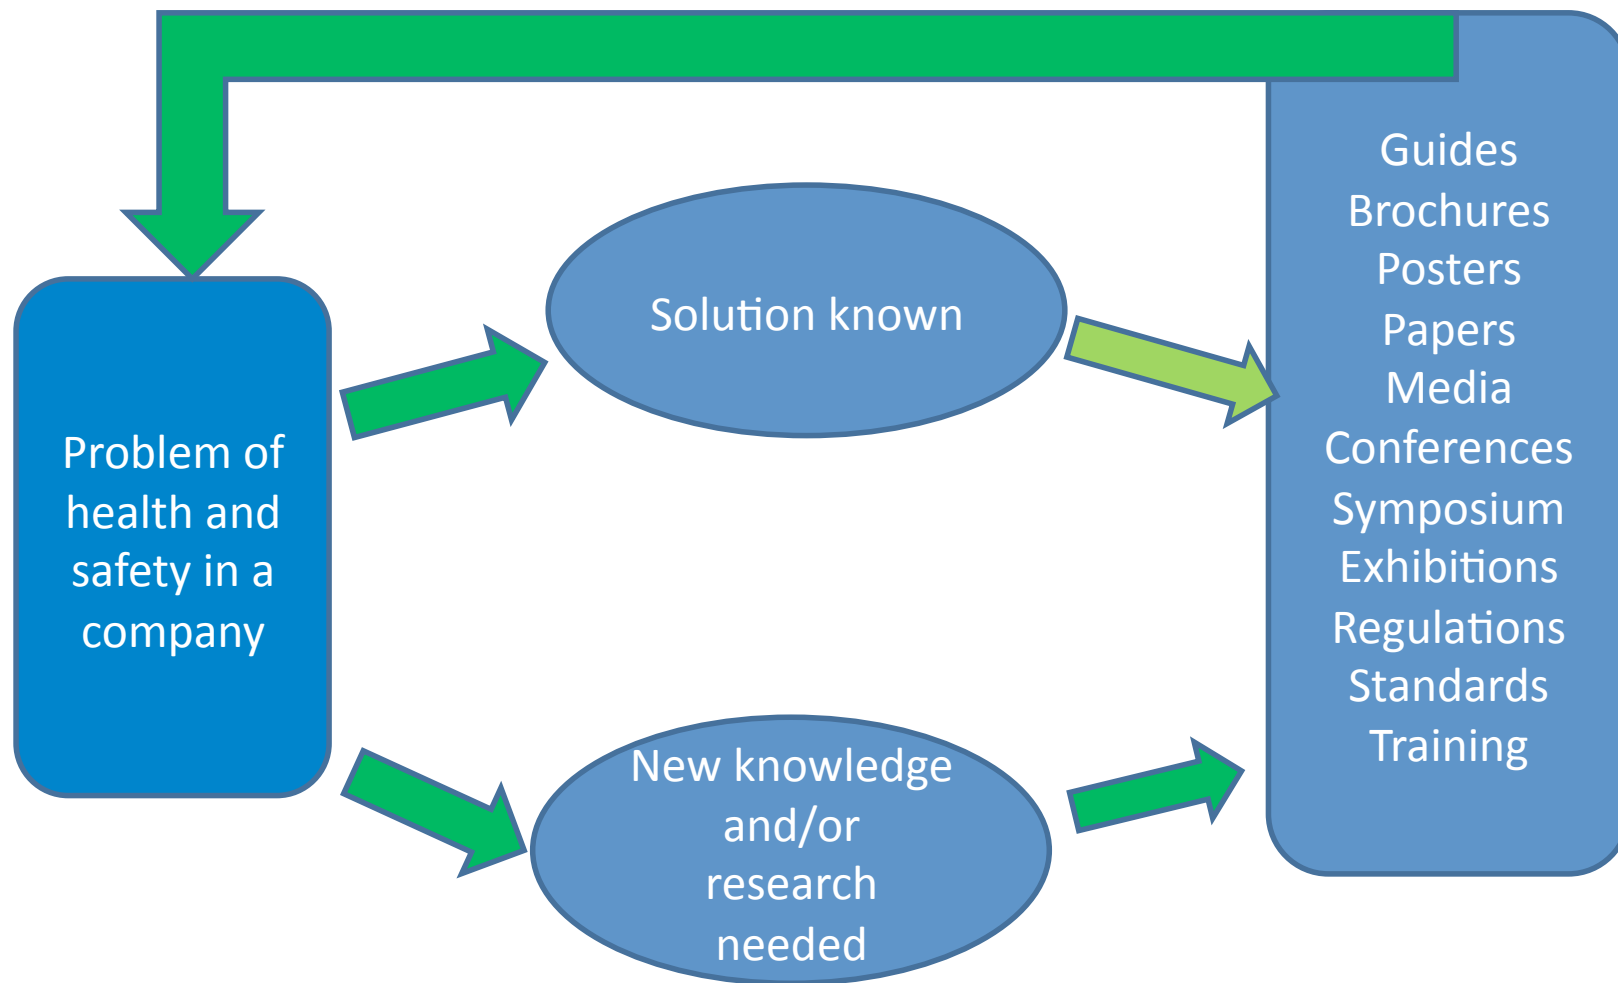 Problem of
health and
safety in a
company
Solution known
New knowledge
and/or
research
needed
Guides
Brochures
Posters
Papers
Media
Conferences
Symposium
Exhibitions
Regulations
Standards
Training